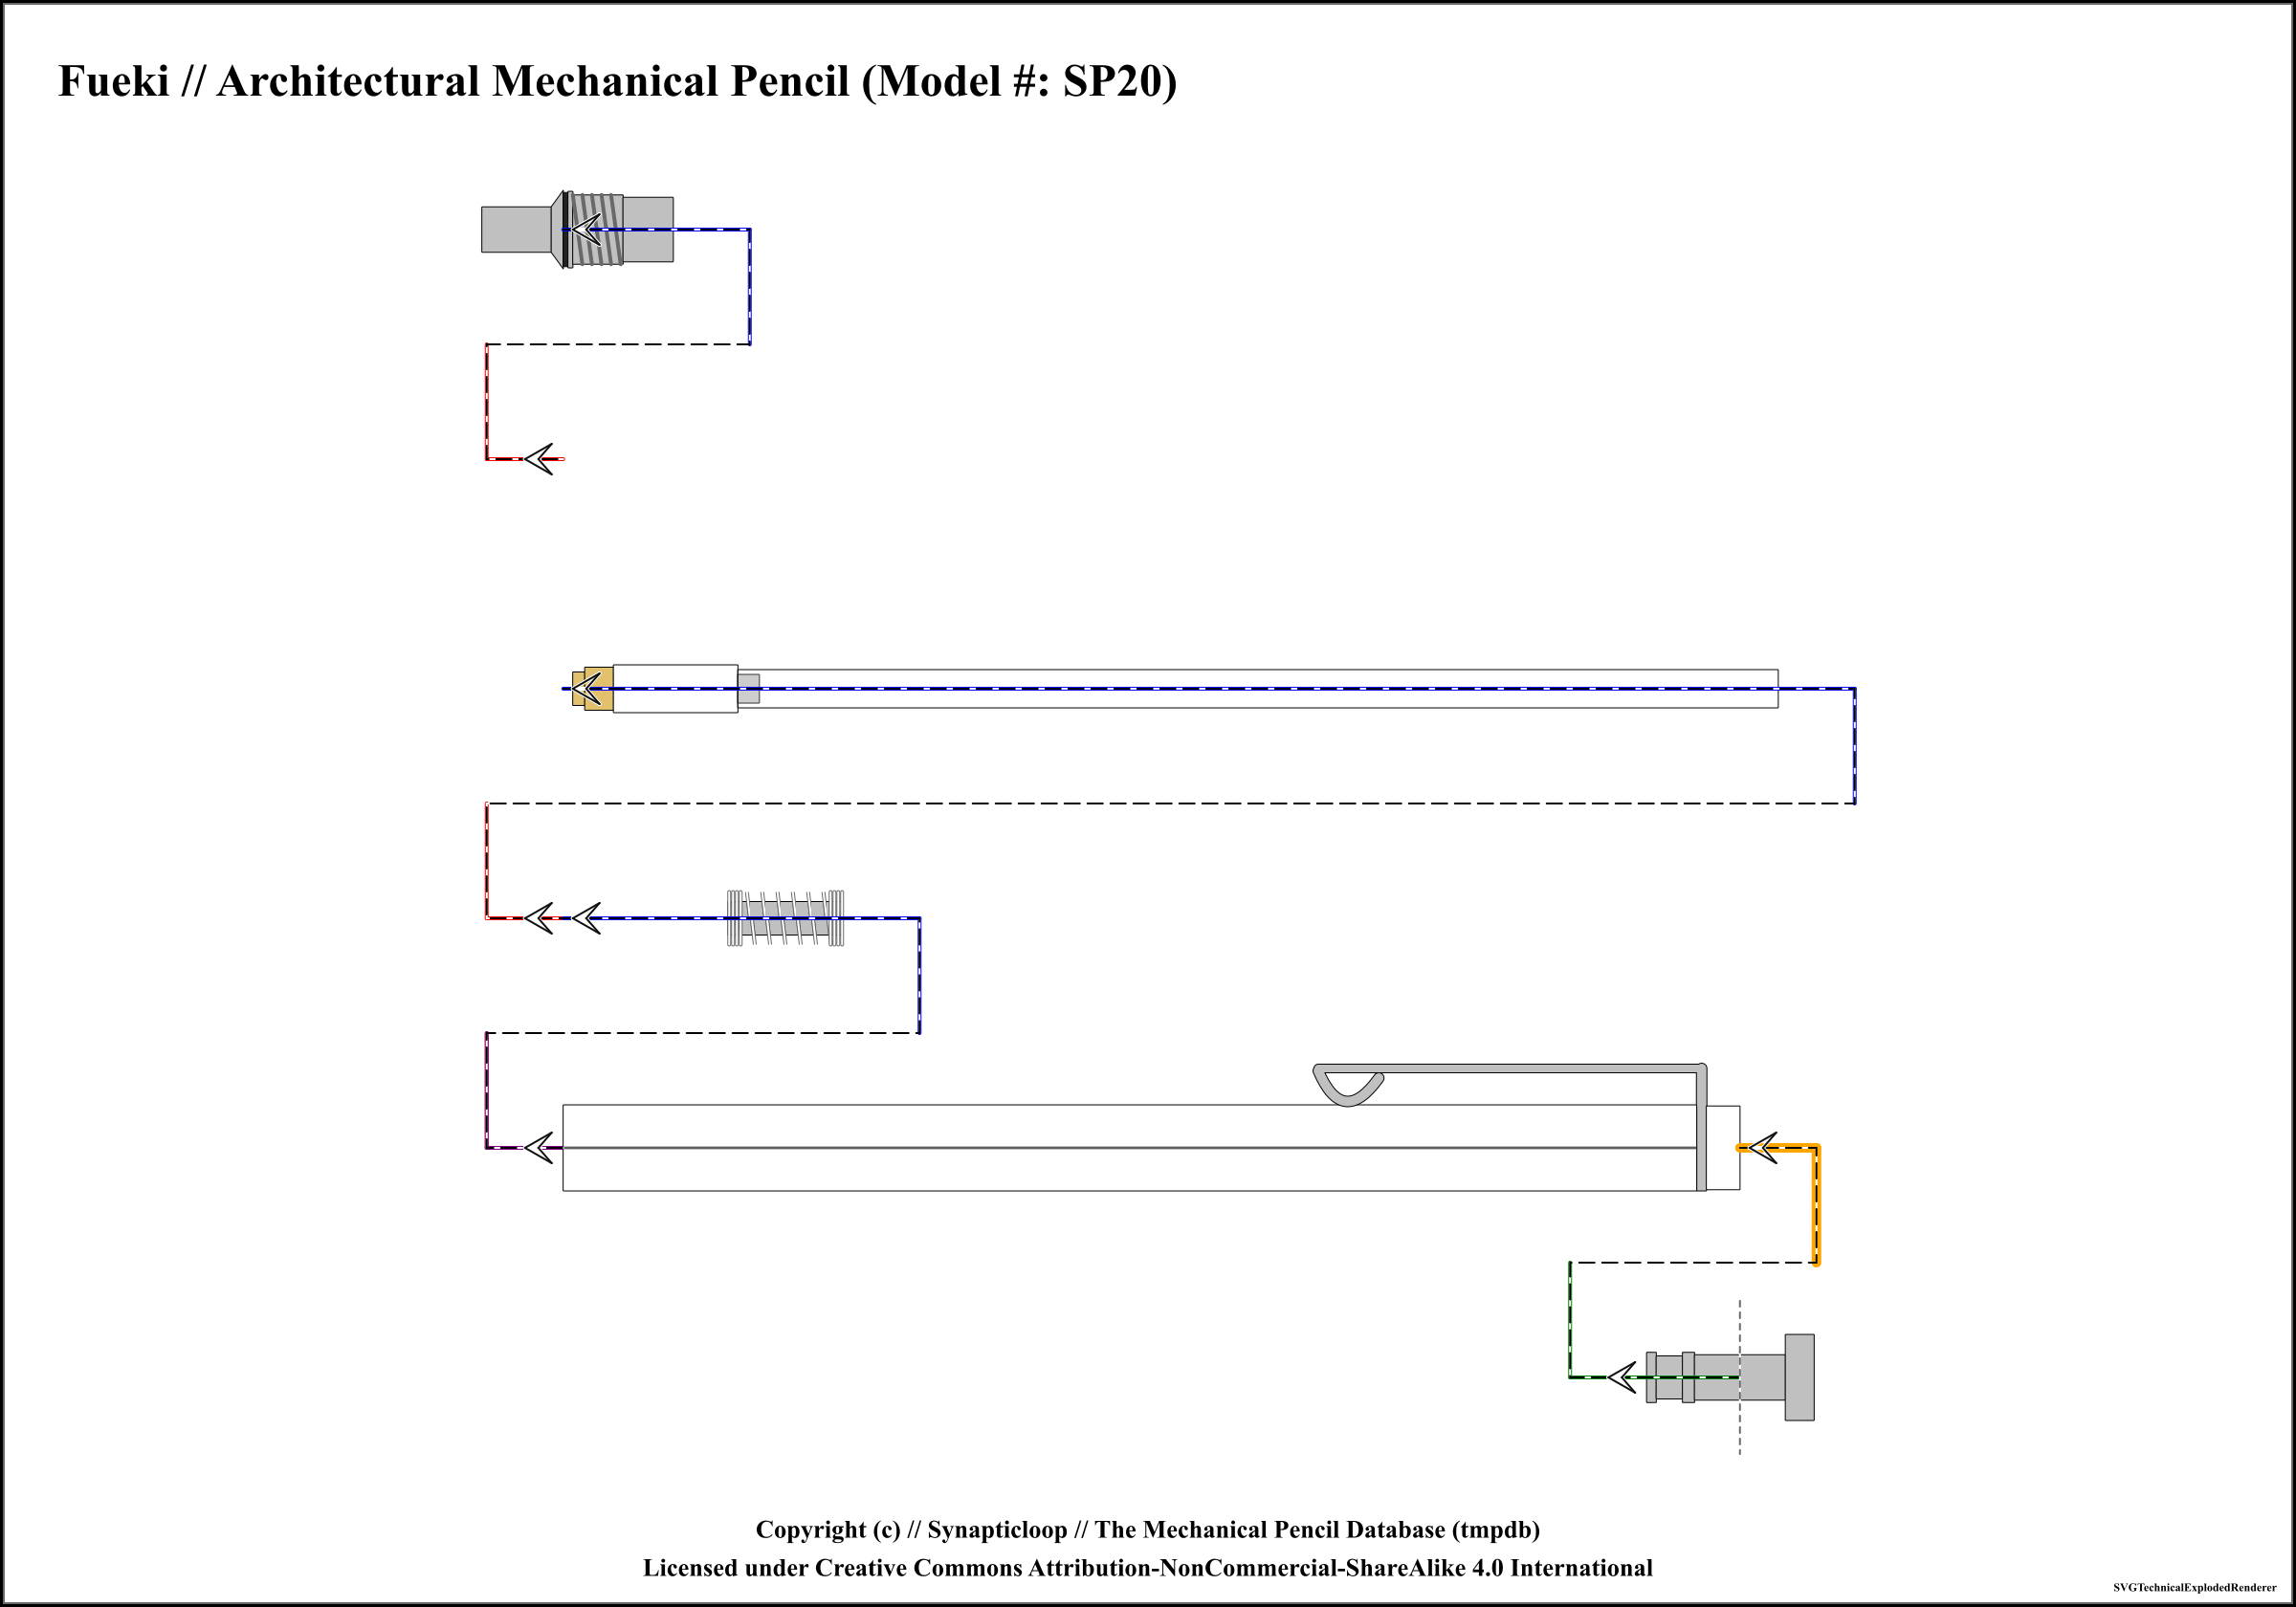 Fueki // Architectural Mechanical Pencil (Model #: SP20)
Copyright (c) // Synapticloop // The Mechanical Pencil Database (tmpdb)
Licensed under Creative Commons Attribution-NonCommercial-ShareAlike 4.0 International
SVGTechnicalExplodedRenderer